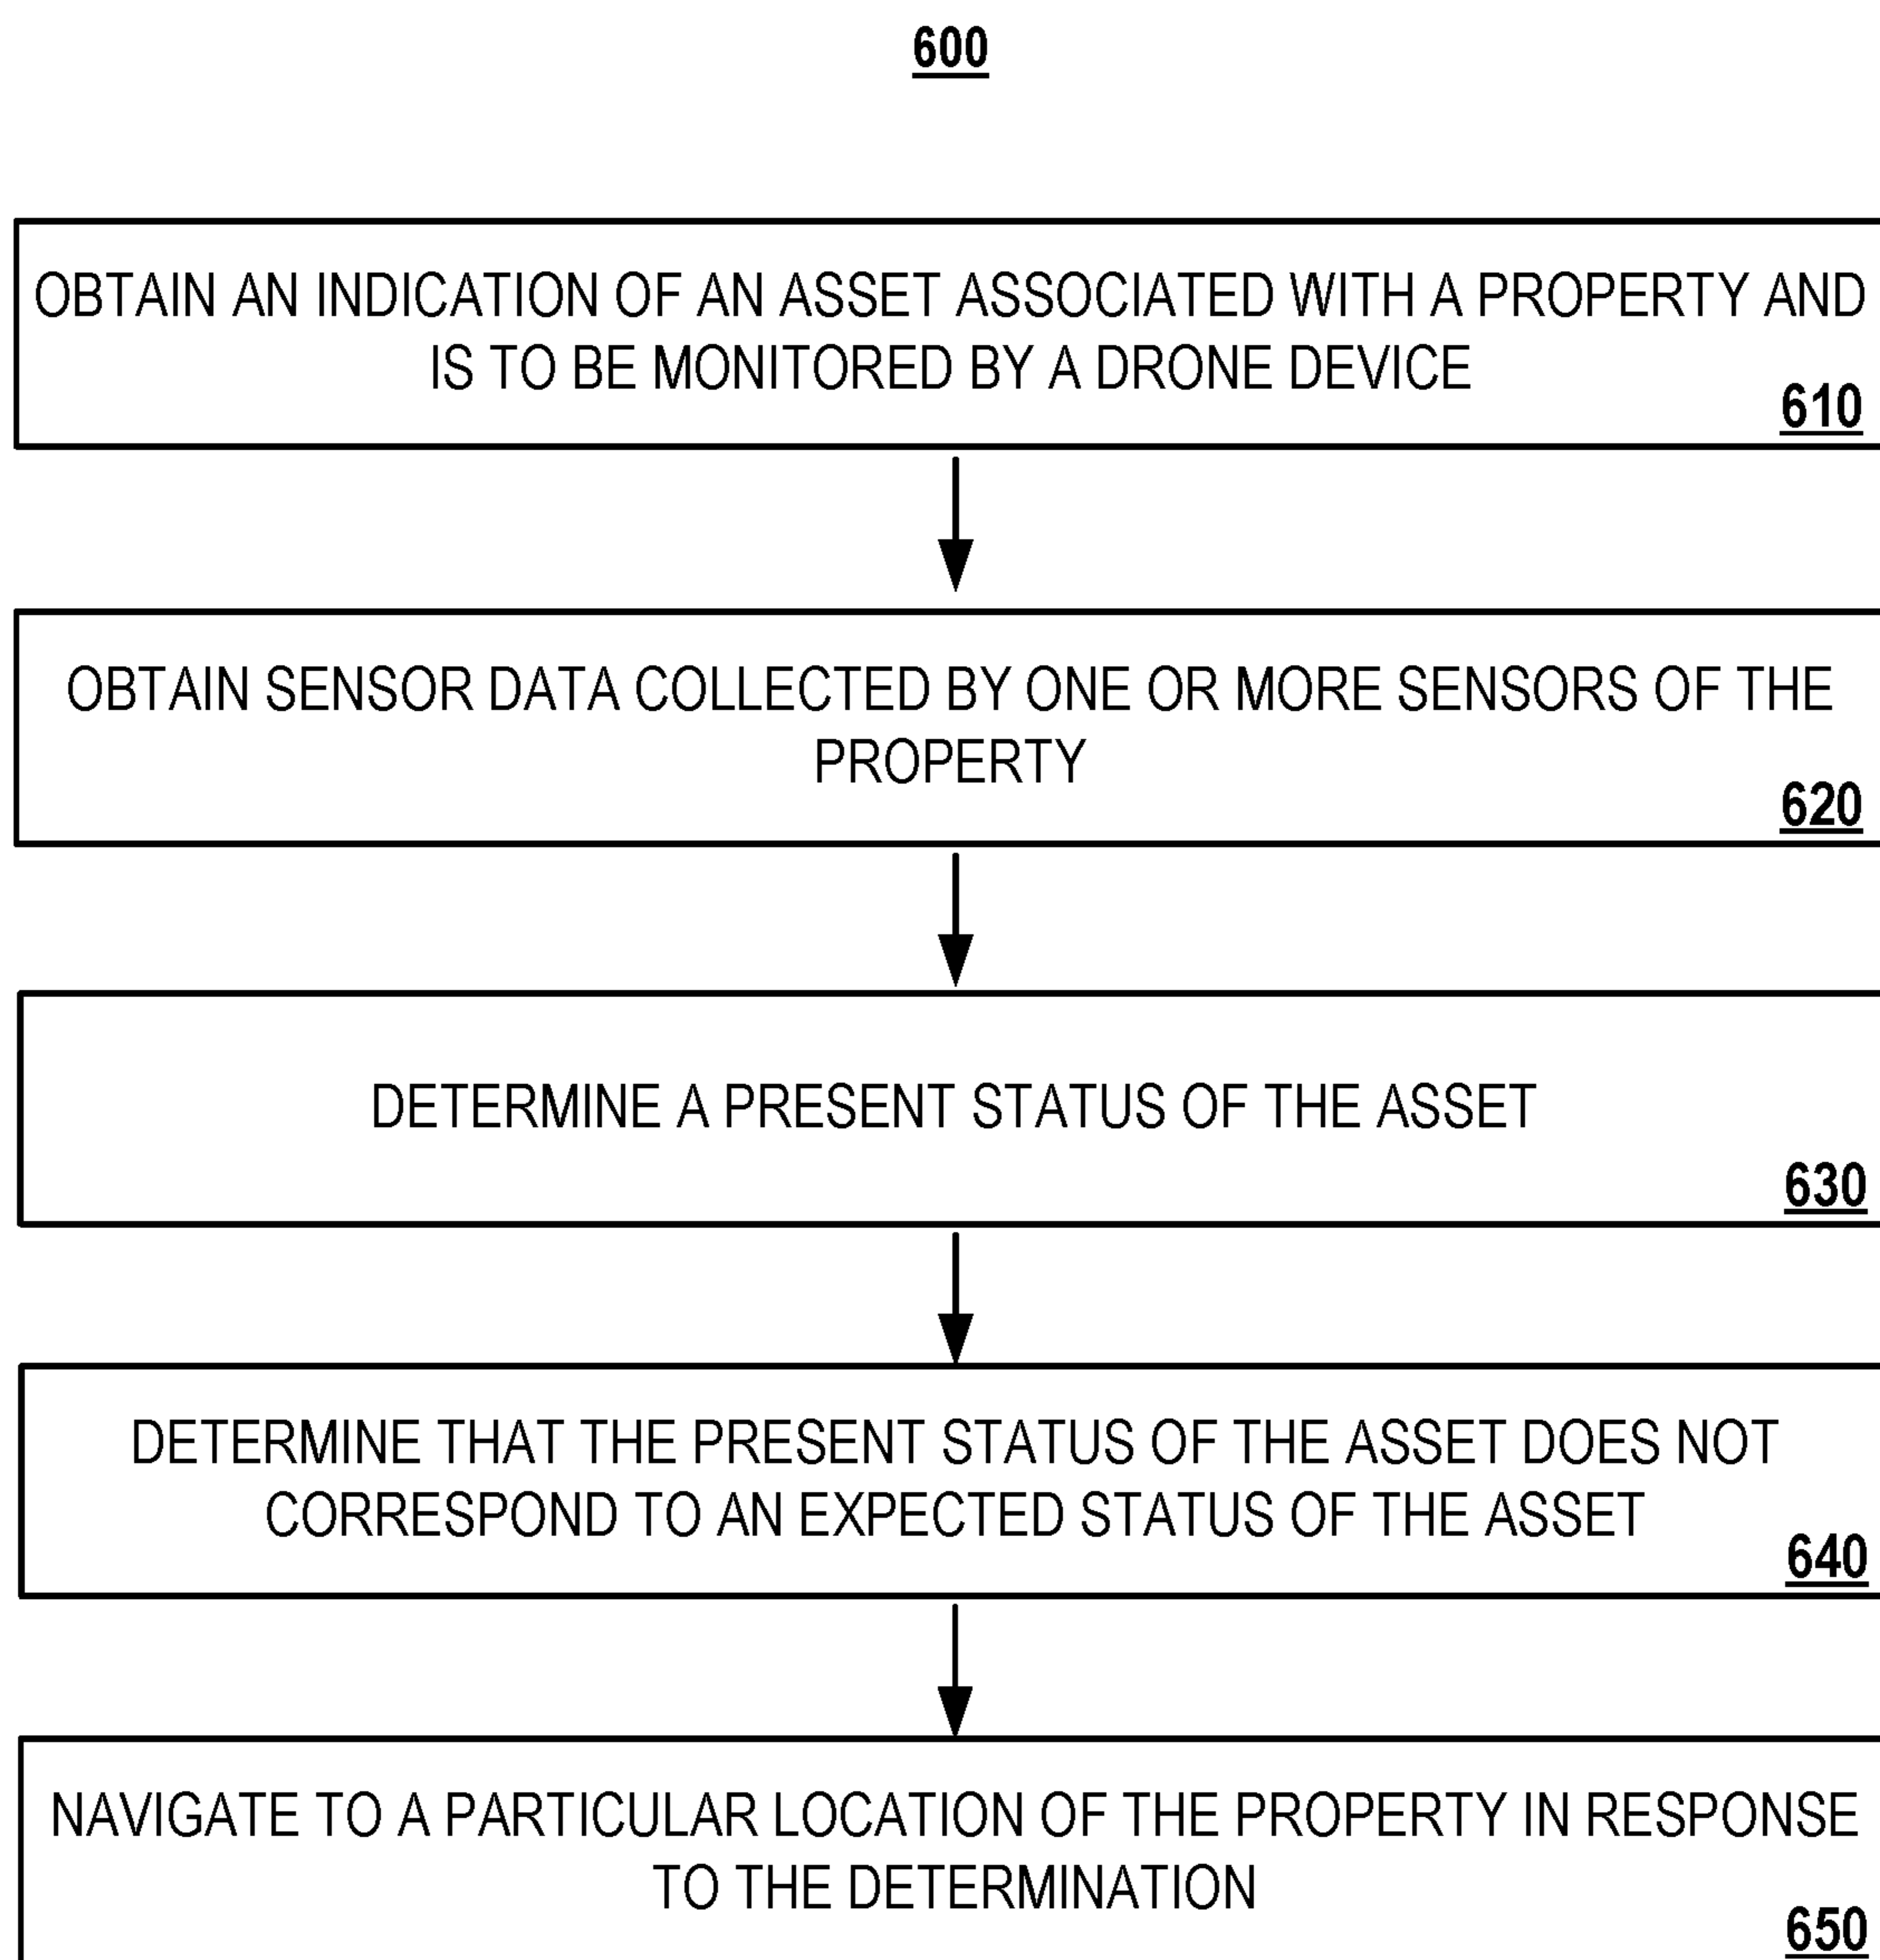 600
OBTAIN AN INDICATION OF AN ASSET ASSOCIATED WITH A PROPERTY AND
IS TO BE MONITORED BY A DRONE DEVICE
610
OBTAIN SENSOR DATA COLLECTED BY ONE OR MORE SENSORS OF THE
PROPERTY
620
DETERMINE A PRESENT STATUS OF THE ASSET
630
DETERMINE THAT THE PRESENT STATUS OF THE ASSET DOES NOT
CORRESPOND TO AN EXPECTED STATUS OF THE ASSET
640
NAVIGATE TO A PARTICULAR LOCATION OF THE PROPERTY IN RESPONSE
TO THE DETERMINATION
650